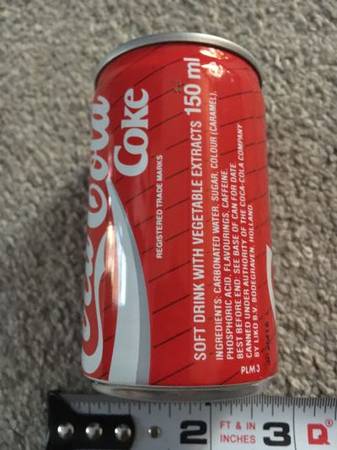 Coca-Cola
Coke
REGISTERED TRADE MARKS
SOFT DRINK WITH VEGETABLE EXTRACTS 150 ml
INGREDIENTS: CARBONATED WATER, SUGAR, COLOUR (CARAMEL),
PHOSPHORIC ACID, FLAVOURINGS, CAFFEINE.
BEST BEFORE END: SEE BASE OF CAN FOR DATE.
CANNED UNDER AUTHORITY OF THE COCA-COLA COMPANY
BY LIKO B.V. BODEGRAVEN, HOLLAND.
PLM 3
2 FT & IN 3
INCHES